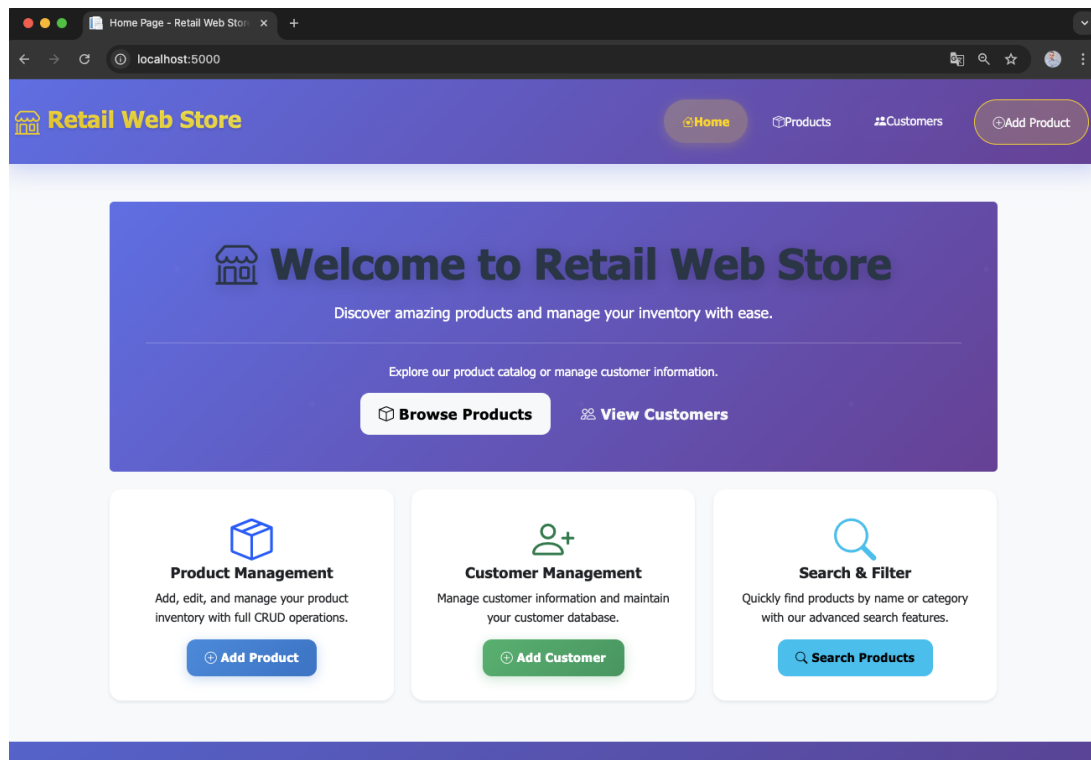 Home Page - Retail Web Stor
localhost:5000
Retail Web Store
Home
Products
Customers
Add Product
Welcome to Retail Web Store
Discover amazing products and manage your inventory with ease.
Explore our product catalog or manage customer information.
Browse Products
View Customers
Product Management
Add, edit, and manage your product
inventory with full CRUD operations.
Add Product
Customer Management
Manage customer information and maintain
your customer database.
Add Customer
Search & Filter
Quickly find products by name or category
with our advanced search features.
Search Products